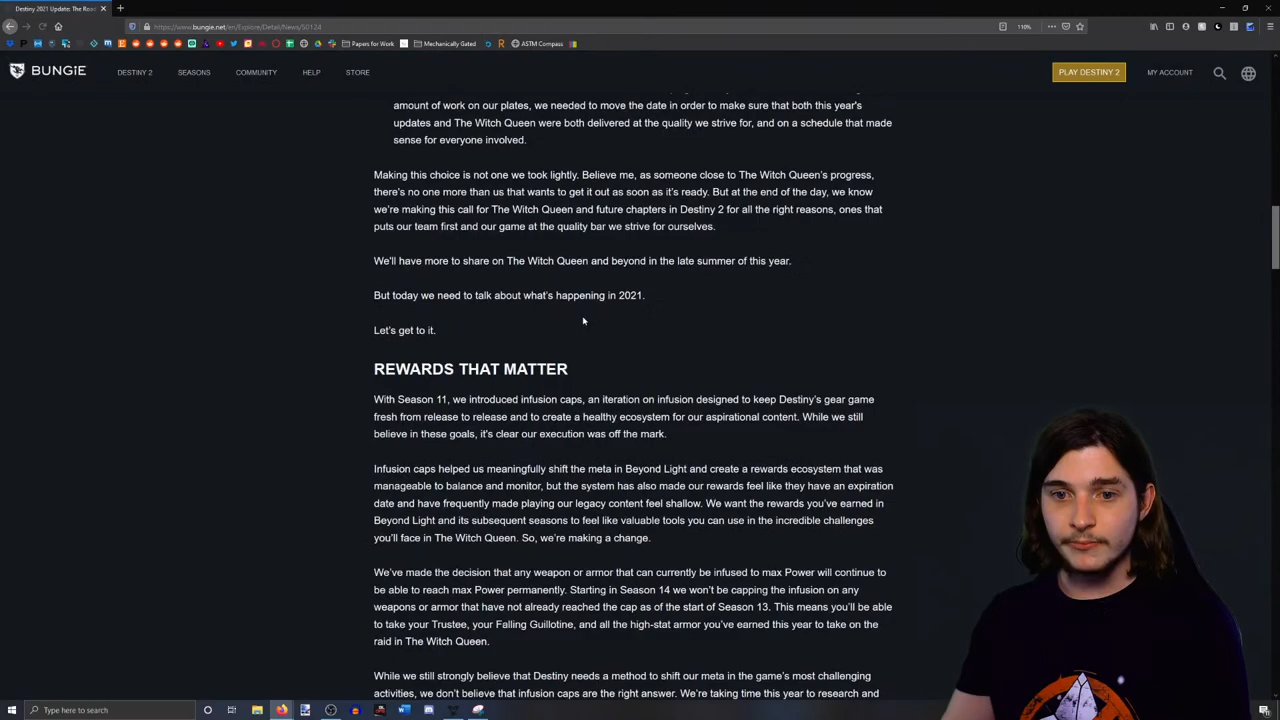 Destiny 2021 Update: The Road
https://www.bungie.net/en/Explore/Detail/News/50124
110%
Papers for Work
Mechanically Gated
ASTM Compass
BUNGiE
DESTINY 2
SEASONS
COMMUNITY
HELP
STORE
PLAY DESTINY 2
MY ACCOUNT
amount of work on our plates, we needed to move the date in order to make sure that both this year's
updates and The Witch Queen were both delivered at the quality we strive for, and on a schedule that made
sense for everyone involved.
Making this choice is not one we took lightly. Believe me, as someone close to The Witch Queen's progress,
there's no one more than us that wants to get it out as soon as it's ready. But at the end of the day, we know
we're making this call for The Witch Queen and future chapters in Destiny 2 for all the right reasons, ones that
puts our team first and our game at the quality bar we strive for ourselves.
We'll have more to share on The Witch Queen and beyond in the late summer of this year.
But today we need to talk about what's happening in 2021.
Let's get to it.
REWARDS THAT MATTER
With Season 11, we introduced infusion caps, an iteration on infusion designed to keep Destiny's gear game
fresh from release to release and to create a healthy ecosystem for our aspirational content. While we still
believe in these goals, it's clear our execution was off the mark.
Infusion caps helped us meaningfully shift the meta in Beyond Light and create a rewards ecosystem that was
manageable to balance and monitor, but the system has also made our rewards feel like they have an expiration
date and have frequently made playing our legacy content feel shallow. We want the rewards you've earned in
Beyond Light and its subsequent seasons to feel like valuable tools you can use in the incredible challenges
you'll face in The Witch Queen. So, we're making a change.
We've made the decision that any weapon or armor that can currently be infused to max Power will continue to
be able to reach max Power permanently. Starting in Season 14 we won't be capping the infusion on any
weapons or armor that have not already reached the cap as of the start of Season 13. This means you'll be able
to take your Trustee, your Falling Guillotine, and all the high-stat armor you've earned this year to take on the
raid in The Witch Queen.
While we still strongly believe that Destiny needs a method to shift our meta in the game's most challenging
activities, we don't believe that infusion caps are the right answer. We're taking time this year to research and
Type here to search